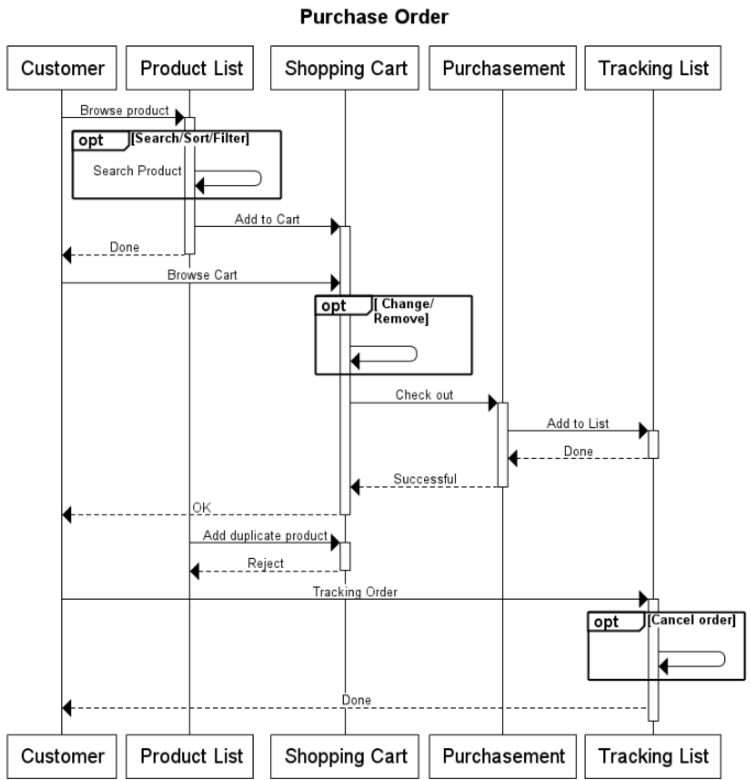 Purchase Order
Customer
Product List
Shopping Cart
Purchasement
Tracking List
Browse product
opt
[Search/Sort/Filter]
Search Product
Add to Cart
Done
Browse Cart
opt
[ Change/
Remove]
Check out
Add to List
Done
Successful
OK
Add duplicate product
Reject
Tracking Order
opt
[Cancel order]
Done
Customer
Product List
Shopping Cart
Purchasement
Tracking List